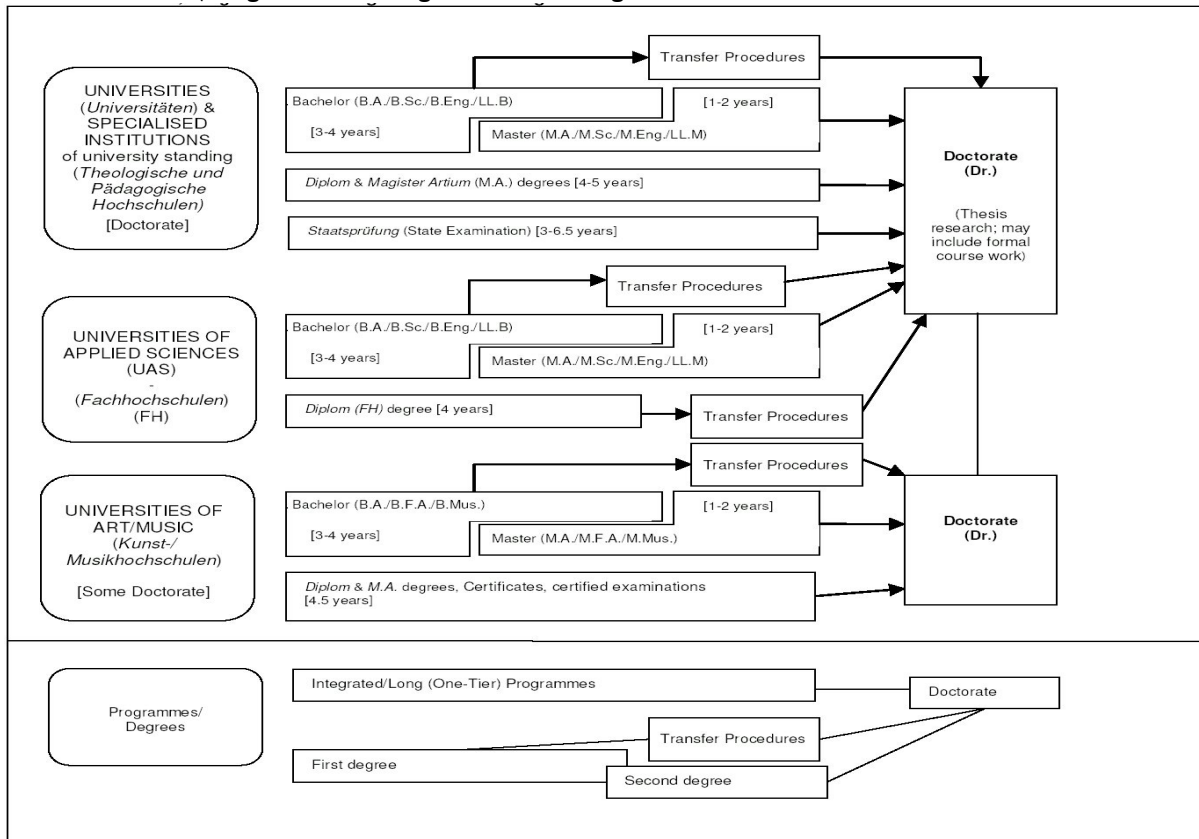 Transfer Procedures
UNIVERSITIES
(Universitäten) &
SPECIALISED
INSTITUTIONS
of university standing
(Theologische und
Pädagogische
Hochschulen)
[Doctorate]
. Bachelor (B.A./B.Sc./B.Eng./LL.B)
[3-4 years]
[1-2 years]
Master (M.A./M.Sc./M.Eng./LL.M)
Diplom & Magister Artium (M.A.) degrees [4-5 years]
Staatsprüfung (State Examination) [3-6.5 years]
Doctorate
(Dr.)
(Thesis
research; may
include formal
course work)
Transfer Procedures
UNIVERSITIES OF
APPLIED SCIENCES
(UAS)
-
(Fachhochschulen)
(FH)
. Bachelor (B.A./B.Sc./B.Eng./LL.B)
[3-4 years]
[1-2 years]
Master (M.A./M.Sc./M.Eng./LL.M)
Diplom (FH) degree [4 years]
Transfer Procedures
Transfer Procedures
UNIVERSITIES OF
ART/MUSIC
(Kunst-/
Musikhochschulen)
[Some Doctorate]
. Bachelor (B.A./B.F.A./B.Mus.)
[3-4 years]
[1-2 years]
Master (M.A./M.F.A./M.Mus.)
Diplom & M.A. degrees, Certificates, certified examinations
[4.5 years]
Doctorate
(Dr.)
Programmes/
Degrees
Integrated/Long (One-Tier) Programmes
Doctorate
Transfer Procedures
First degree
Second degree